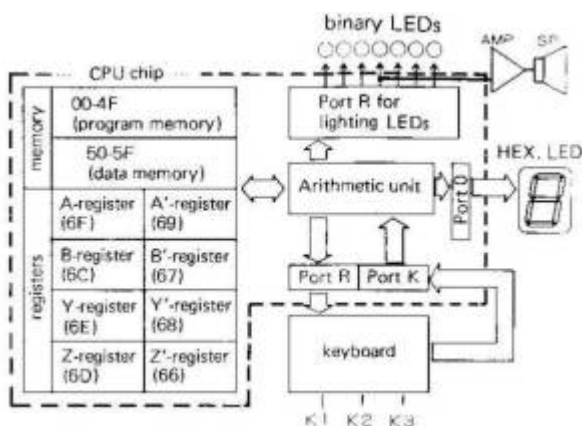 binary LEDs
AMP
SP
CPU chip
memory
00-4F
(program memory)
50-5F
(data memory)
Port R for
lighting LEDs
HEX. LED
Arithmetic unit
Port O
registers
A-register
(6F)
A'-register
(69)
B-register
(6C)
B'-register
(67)
Y-register
(6E)
Y'-register
(68)
Z-register
(6D)
Z'-register
(66)
Port R
Port K
keyboard
K1 K2 K3